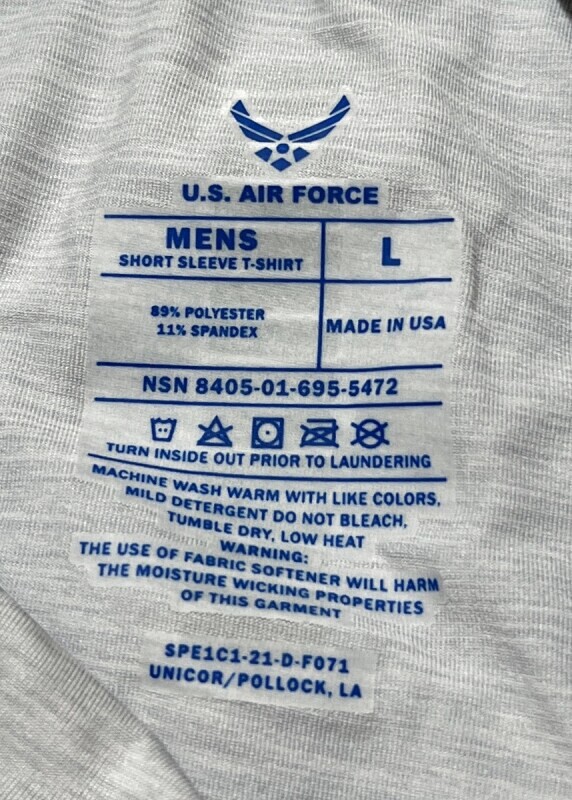 U.S. AIR FORCE
MENS
SHORT SLEEVE T-SHIRT
L
89% POLYESTER
11% SPANDEX
MADE IN USA
NSN 8405-01-695-5472
TURN INSIDE OUT PRIOR TO LAUNDERING
MACHINE WASH WARM WITH LIKE COLORS,
MILD DETERGENT DO NOT BLEACH,
TUMBLE DRY, LOW HEAT
WARNING:
THE USE OF FABRIC SOFTENER WILL HARM
THE MOISTURE WICKING PROPERTIES
OF THIS GARMENT
SPE1C1-21-D-F071
UNICOR/POLLOCK, LA